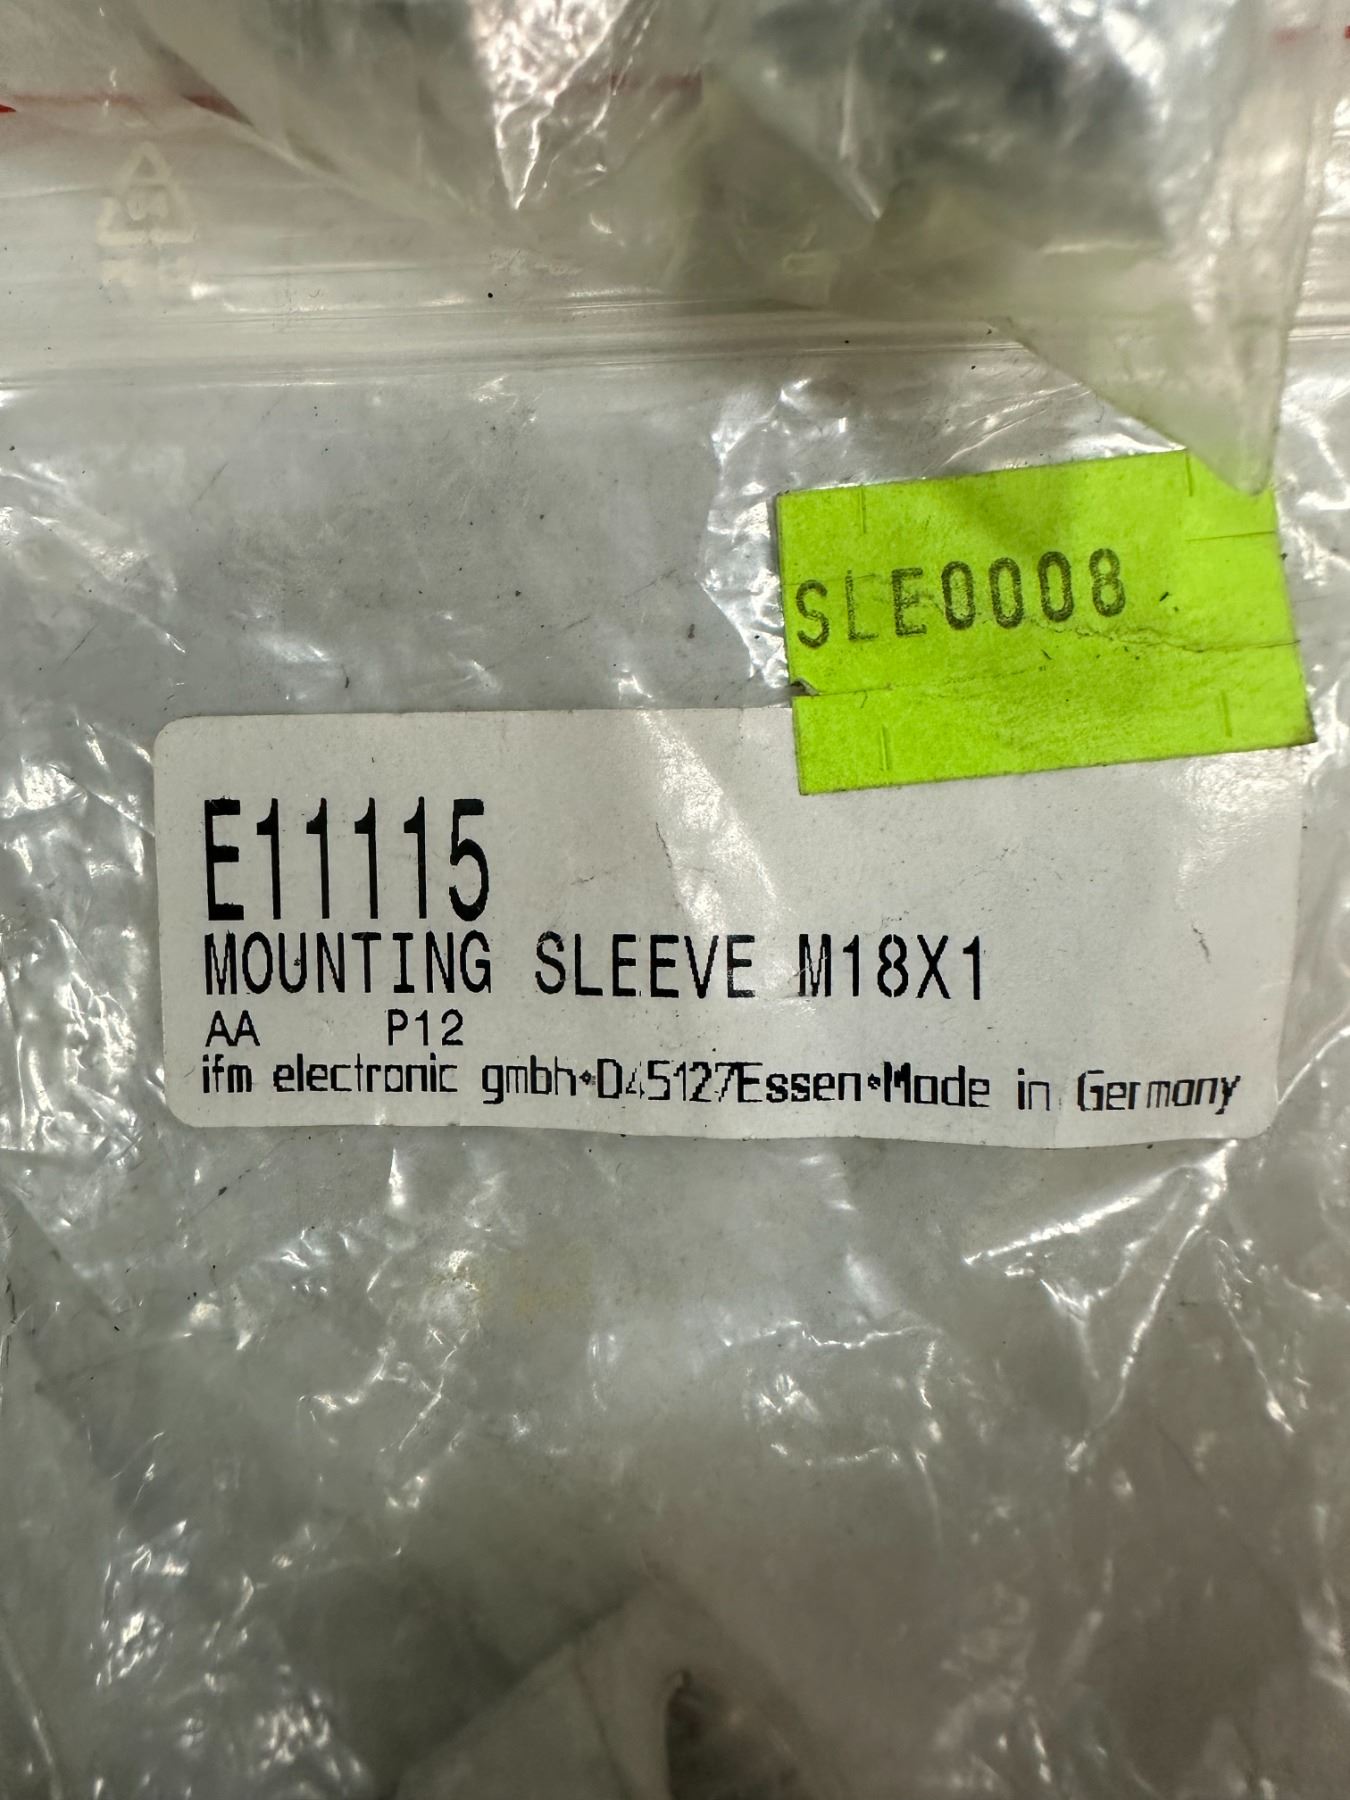 SLE0008
E11115
MOUNTING SLEEVE M18X1
AA P12
ifm electronic gmbh•D45127Essen•Made in Germany